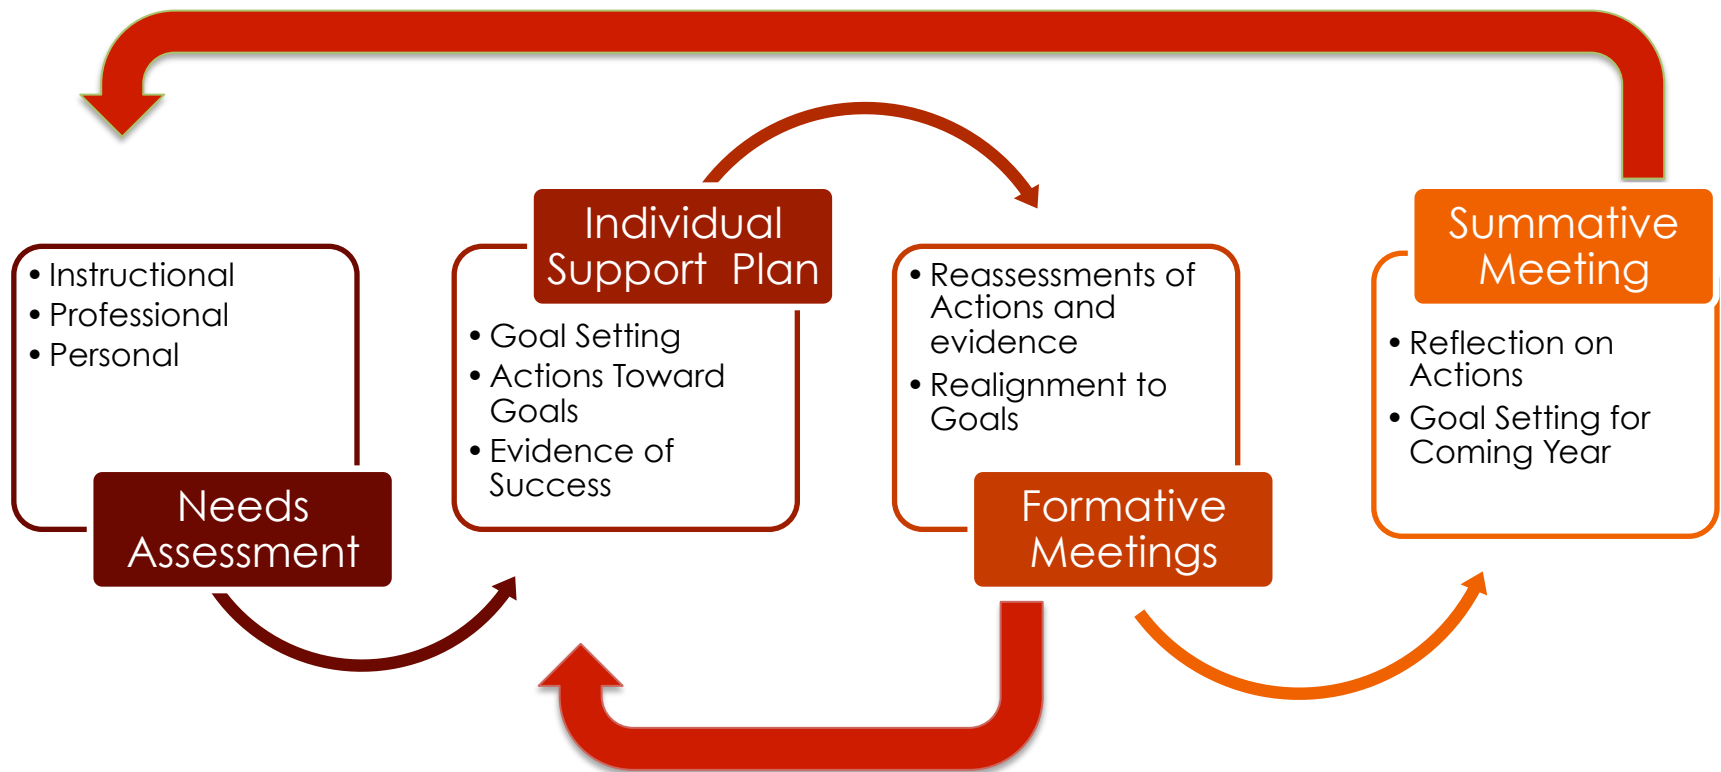 • Instructional
• Professional
• Personal
Needs
Assessment
Individual
Support Plan
• Goal Setting
• Actions Toward
Goals
• Evidence of
Success
• Reassessments of
Actions and
evidence
• Realignment to
Goals
Formative
Meetings
Summative
Meeting
• Reflection on
Actions
• Goal Setting for
Coming Year